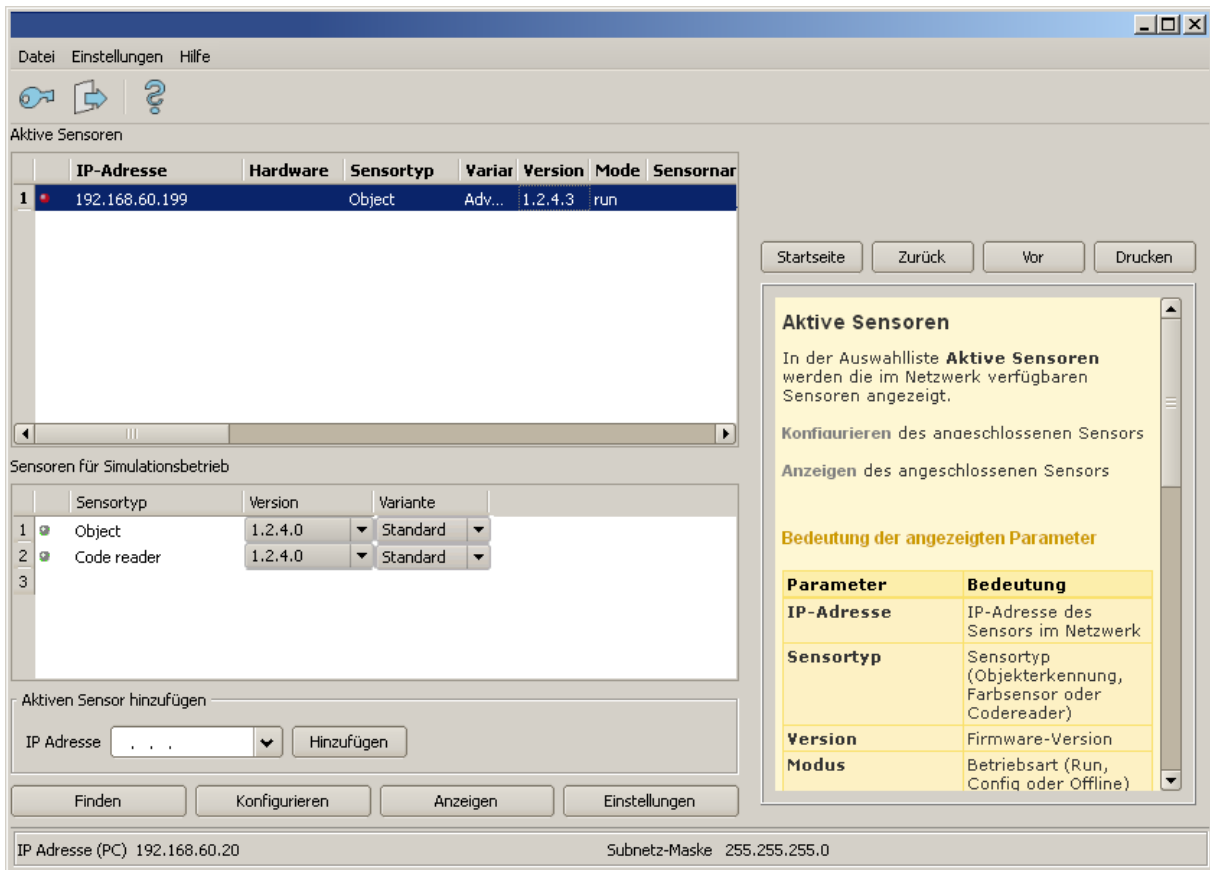 Datei Einstellungen Hilfe
Aktive Sensoren
IP-Adresse Hardware Sensortyp Variar Version Mode Sensornar
1 192.168.60.199 Object Adv... 1.2.4.3 run
Sensoren für Simulationsbetrieb
Sensortyp Version Variante
1 Object 1.2.4.0 Standard
2 Code reader 1.2.4.0 Standard
3
Aktiven Sensor hinzufügen
IP Adresse . . . Hinzufügen
Finden Konfigurieren Anzeigen Einstellungen
Startseite Zurück Vor Drucken
Aktive Sensoren
In der Auswahlliste Aktive Sensoren
werden die im Netzwerk verfügbaren
Sensoren angezeigt.
Konfigurieren des angeschlossenen Sensors
Anzeigen des angeschlossenen Sensors
Bedeutung der angezeigten Parameter
Parameter Bedeutung
IP-Adresse IP-Adresse des
Sensors im Netzwerk
Sensortyp Sensortyp
(Objekterkennung,
Farbsensor oder
Codereader)
Version Firmware-Version
Modus Betriebsart (Run,
Config oder Offline)
IP Adresse (PC) 192.168.60.20 Subnetz-Maske 255.255.255.0